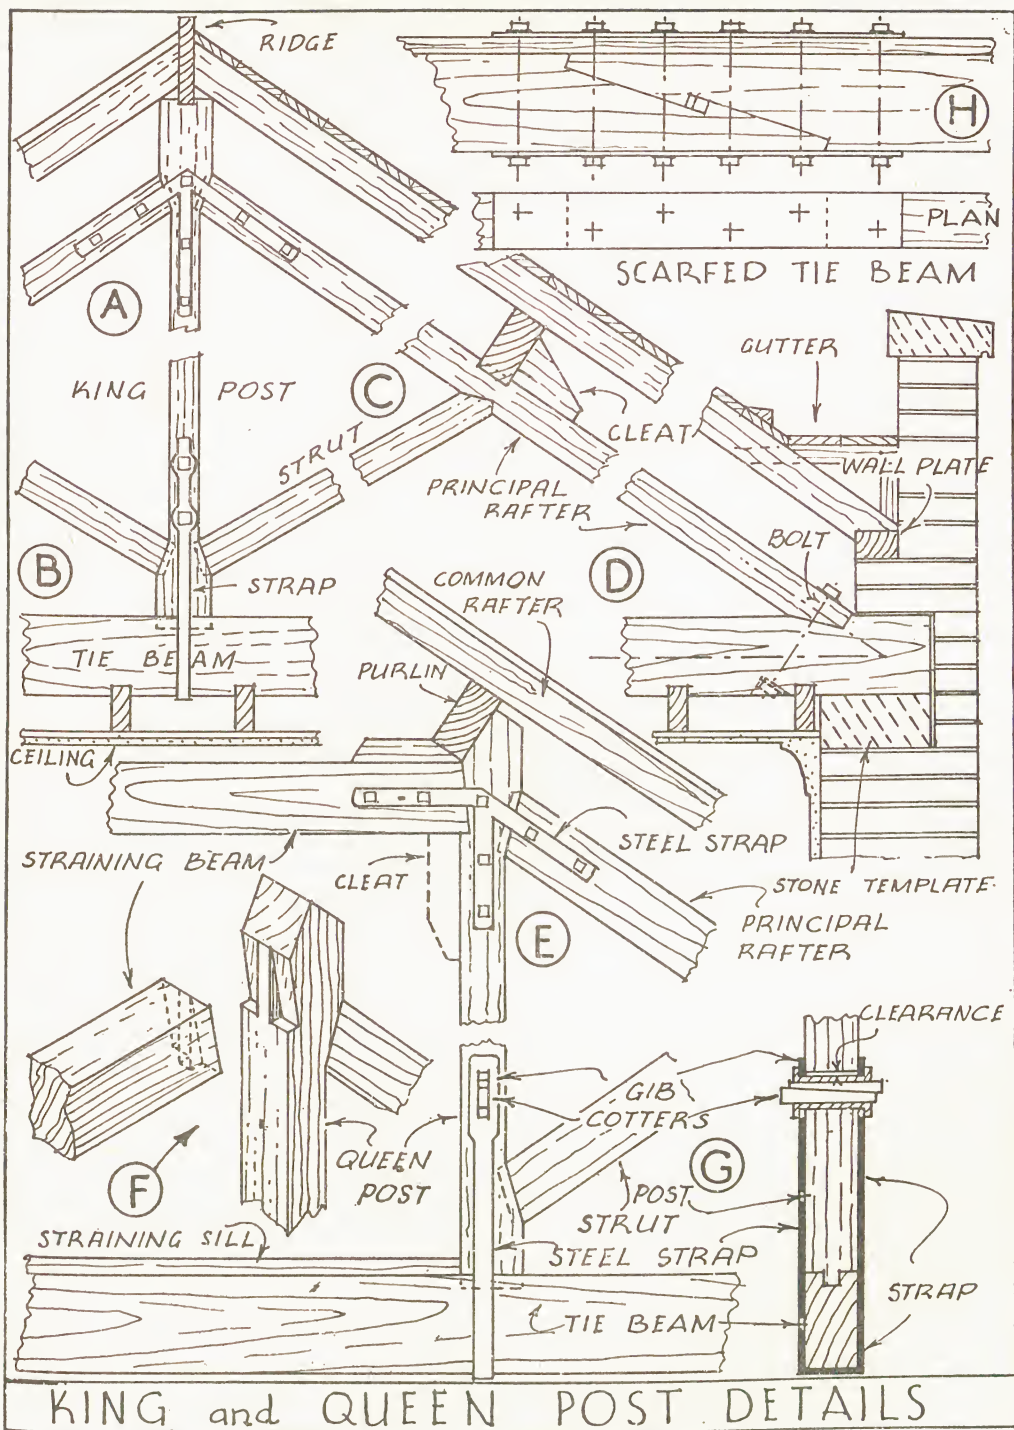 RIDGE
H
PLAN
SCARFED TIE BEAM
A
KING POST
C
GUTTER
CLEAT
STRUT
WALL PLATE
PRINCIPAL
RAFTER
BOLT
B
STRAP
COMMON
RAFTER
D
TIE BEAM
PURLIN
CEILING
STEEL STRAP
STRAINING BEAM
CLEAT
STONE TEMPLATE
PRINCIPAL
RAFTER
E
CLEARANCE
GIB
COTTERS
QUEEN
POST
G
F
POST
STRUT
STRAINING SILL
STEEL STRAP
STRAP
TIE BEAM
KING and QUEEN POST DETAILS